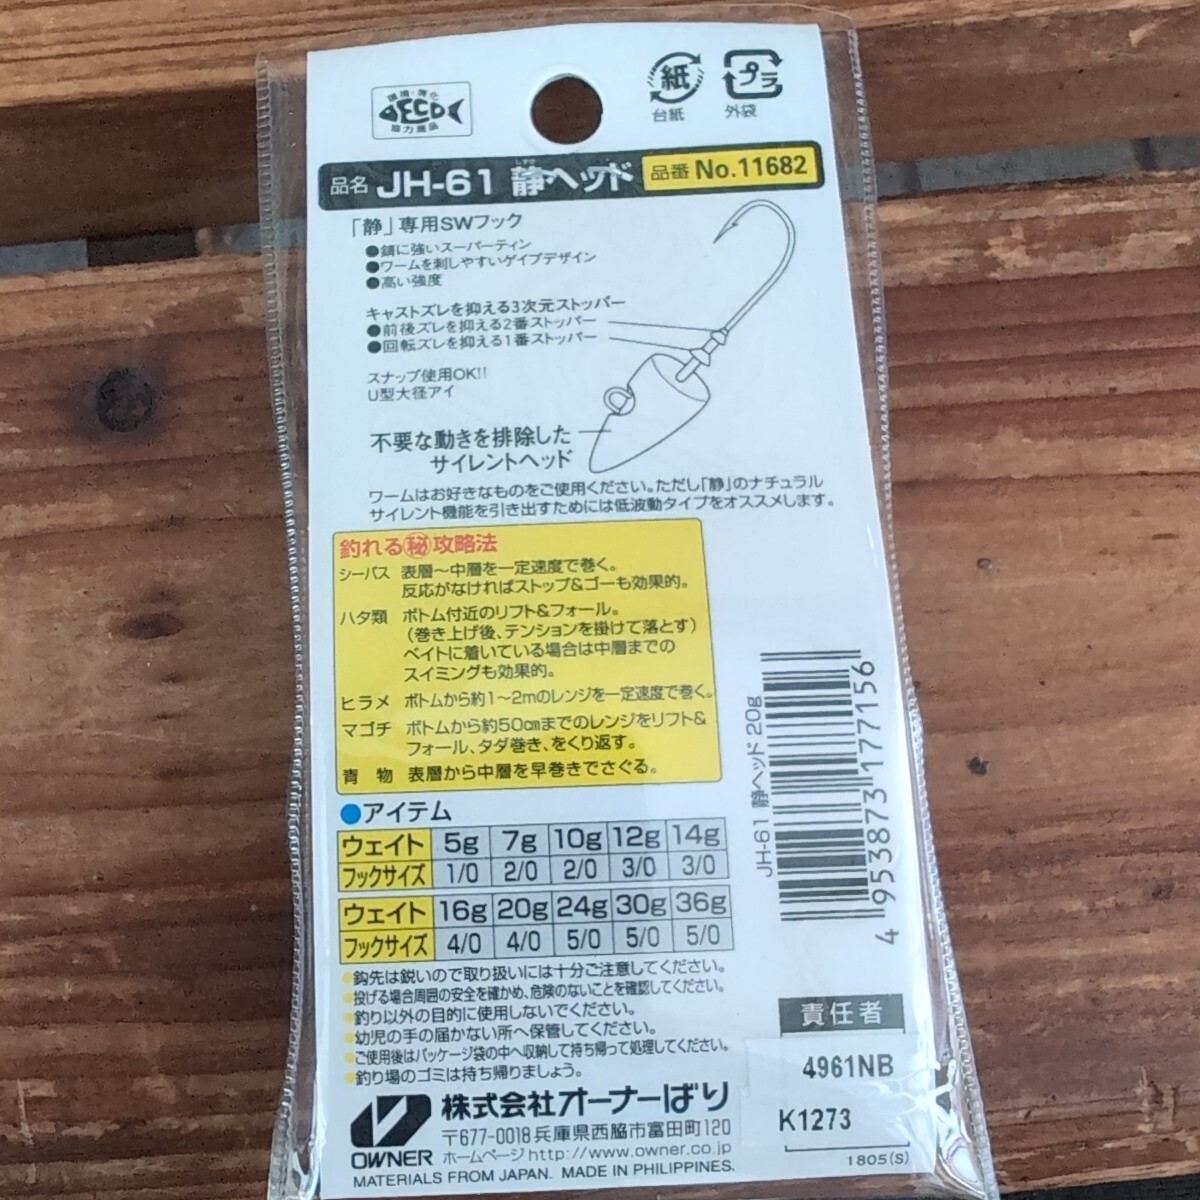 環境・美化
ECO
協力商品
紙
台紙
プラ
外袋
品名 JH-61 静ヘッド 品番 No.11682
「静」専用SWフック
●錆に強いスーパーティン
●ワームを刺しやすいゲイブデザイン
●高い強度
キャストズレを抑える3次元ストッパー
●前後ズレを抑える2番ストッパー
●回転ズレを抑える1番ストッパー
スナップ使用OK!!
U型大径アイ
不要な動きを排除した
サイレントヘッド
ワームはお好きなものをご使用ください。ただし「静」のナチュラル
サイレント機能を引き出すためには低波動タイプをオススメします。
釣れる㊙攻略法
シーバス 表層〜中層を一定速度で巻く。
反応がなければストップ&ゴーも効果的。
ハタ類 ボトム付近のリフト&フォール。
(巻き上げ後、テンションを掛けて落とす)
ベイトに着いている場合は中層までの
スイミングも効果的。
ヒラメ ボトムから約1〜2mのレンジを一定速度で巻く。
マゴチ ボトムから約50cmまでのレンジをリフト&
フォール、タダ巻き、をくり返す。
青物 表層から中層を早巻きでさぐる。
●アイテム
ウェイト 5g 7g 10g 12g 14g
フックサイズ 1/0 2/0 2/0 3/0 3/0
ウェイト 16g 20g 24g 30g 36g
フックサイズ 4/0 4/0 5/0 5/0 5/0
●鈎先は鋭いので取り扱いには十分ご注意してください。
●投げる場合周囲の安全を確かめ、危険のないことを確認してください。
●釣り以外の目的に使用しないでください。
●幼児の手の届かない所へ保管してください。
●ご使用後はパッケージ袋の中へ収納して持ち帰って処理してください。
●釣り場のゴミは持ち帰りましょう。
OWNER
株式会社オーナーばり
〒677-0018 兵庫県西脇市富田町120
ホームページ http://www.owner.co.jp
MATERIALS FROM JAPAN. MADE IN PHILIPPINES.
JH-61 静ヘッド 20g
4 953873 177156
責任者
4961NB
K1273
1805(S)